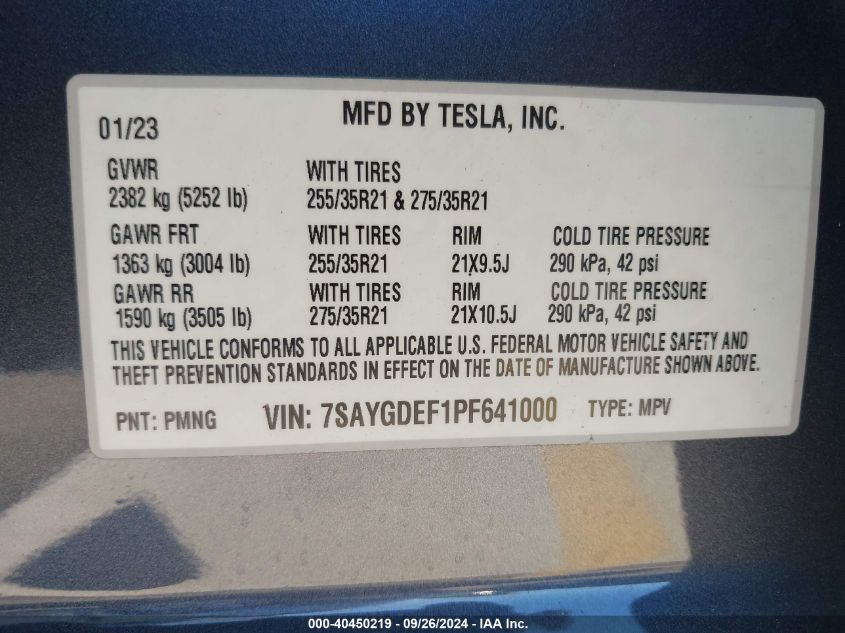 MFD BY TESLA, INC.
01/23
GVWR WITH TIRES
2382 kg (5252 lb) 255/35R21 & 275/35R21
GAWR FRT WITH TIRES RIM COLD TIRE PRESSURE
1363 kg (3004 lb) 255/35R21 21X9.5J 290 kPa, 42 psi
GAWR RR WITH TIRES RIM COLD TIRE PRESSURE
1590 kg (3505 lb) 275/35R21 21X10.5J 290 kPa, 42 psi
THIS VEHICLE CONFORMS TO ALL APPLICABLE U.S. FEDERAL MOTOR VEHICLE SAFETY AND
THEFT PREVENTION STANDARDS IN EFFECT ON THE DATE OF MANUFACTURE SHOWN ABOVE.
PNT: PMNG VIN: 7SAYGDEF1PF641000 TYPE: MPV
000-40450219 - 09/26/2024 - IAA Inc.